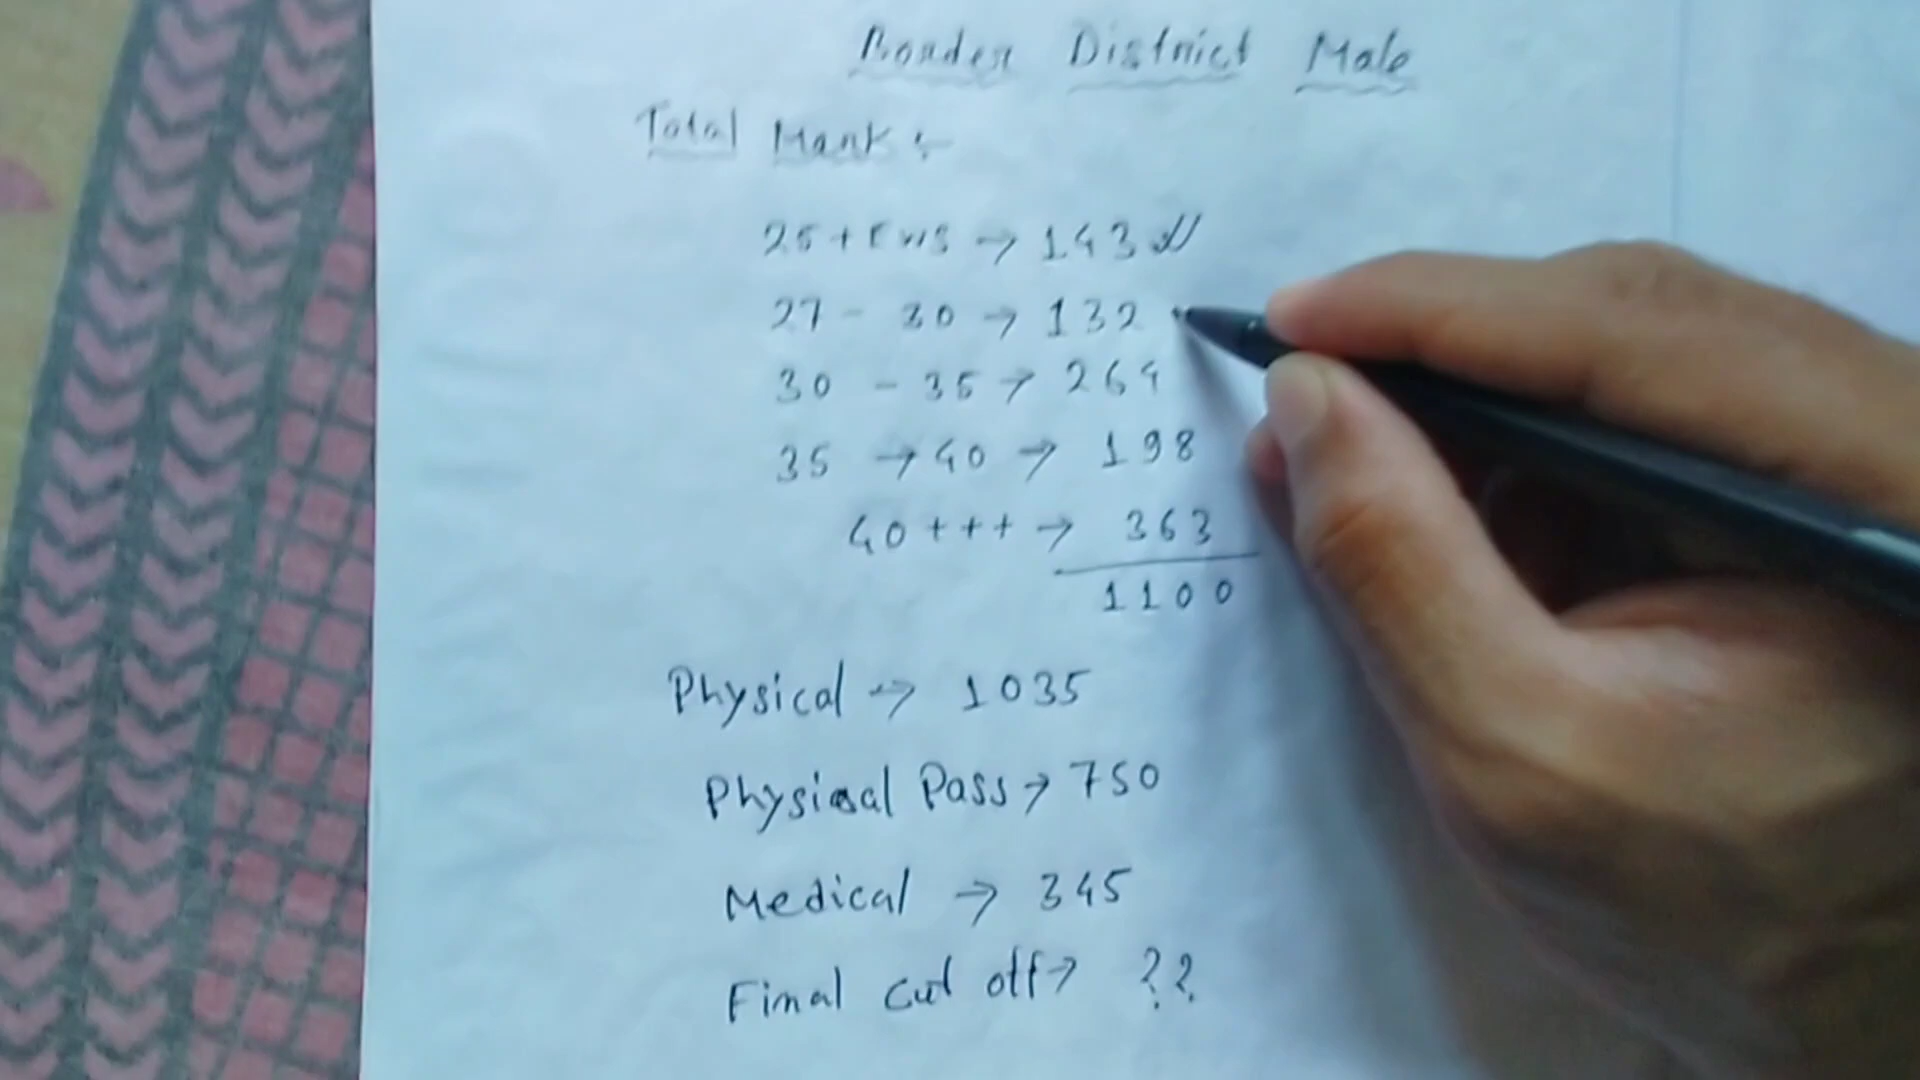 Border District Male
Total Mark :-
25 + EWS → 143
27 - 30 → 132
30 - 35 → 264
35 → 40 → 198
40 + + + → 363
1100
Physical → 1035
Physical Pass → 750
Medical → 345
Final cut off → ??